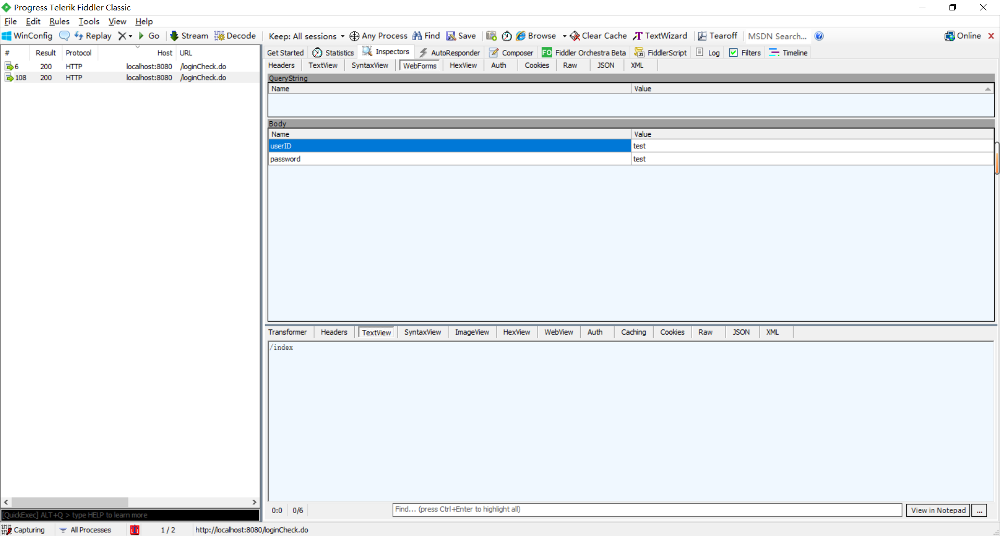 Progress Telerik Fiddler Classic
File Edit Rules Tools View Help
WinConfig Replay Go Stream Decode Keep: All sessions Any Process Find Save Browse Clear Cache TextWizard Tearoff MSDN Search... Online
# Result Protocol Host URL
6 200 HTTP localhost:8080 /loginCheck.do
108 200 HTTP localhost:8080 /loginCheck.do
Get Started Statistics Inspectors AutoResponder Composer FO Fiddler Orchestra Beta FiddlerScript Log Filters Timeline
Headers TextView SyntaxView WebForms HexView Auth Cookies Raw JSON XML
QueryString
Name Value
Body
Name Value
userID test
password test
Transformer Headers TextView SyntaxView ImageView HexView WebView Auth Caching Cookies Raw JSON XML
/index
0:0 0/6 Find... (press Ctrl+Enter to highlight all) View in Notepad ...
[QuickExec] ALT+Q > type HELP to learn more
Capturing All Processes 1 / 2 http://localhost:8080/loginCheck.do